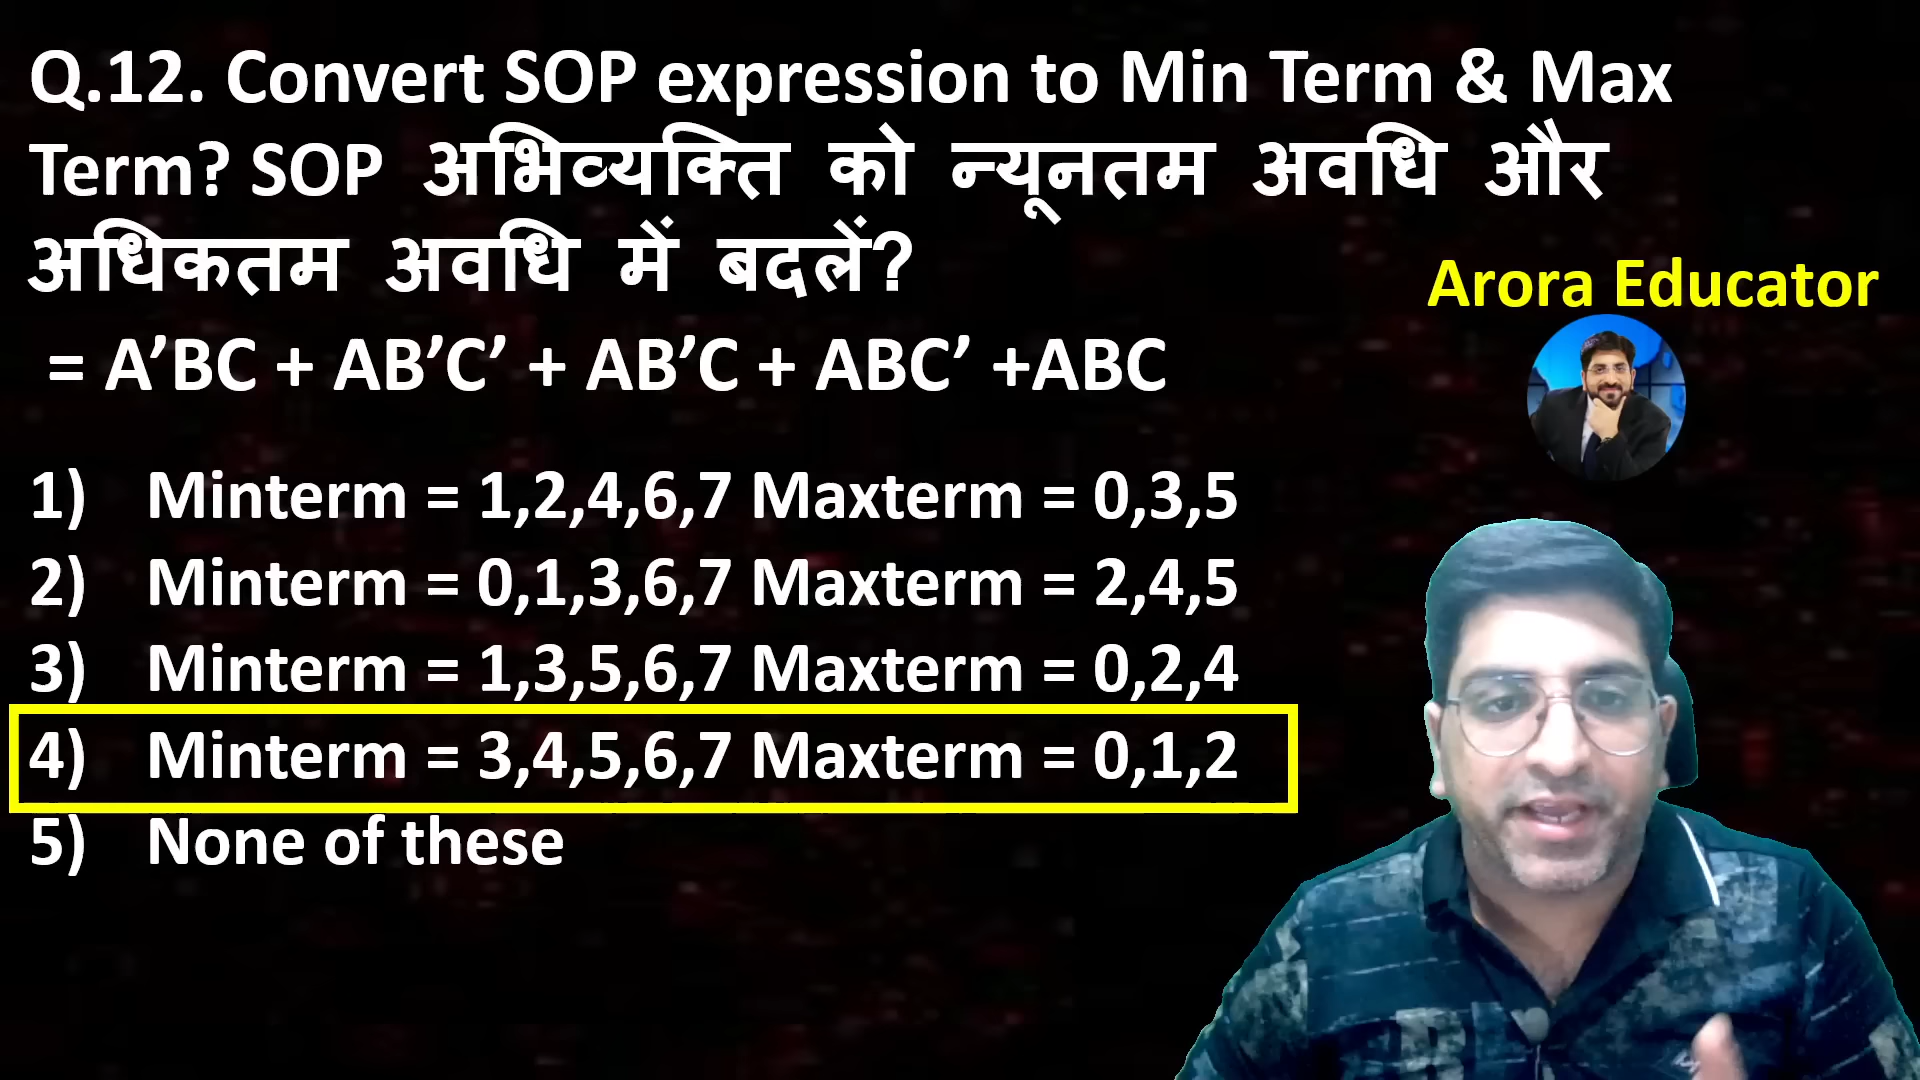 Q.12. Convert SOP expression to Min Term & Max
Term? SOP अभिव्यक्ति को न्यूनतम अवधि और
अधिकतम अवधि में बदलें?
Arora Educator
= A’BC + AB’C’ + AB’C + ABC’ +ABC
1) Minterm = 1,2,4,6,7 Maxterm = 0,3,5
2) Minterm = 0,1,3,6,7 Maxterm = 2,4,5
3) Minterm = 1,3,5,6,7 Maxterm = 0,2,4
4) Minterm = 3,4,5,6,7 Maxterm = 0,1,2
5) None of these